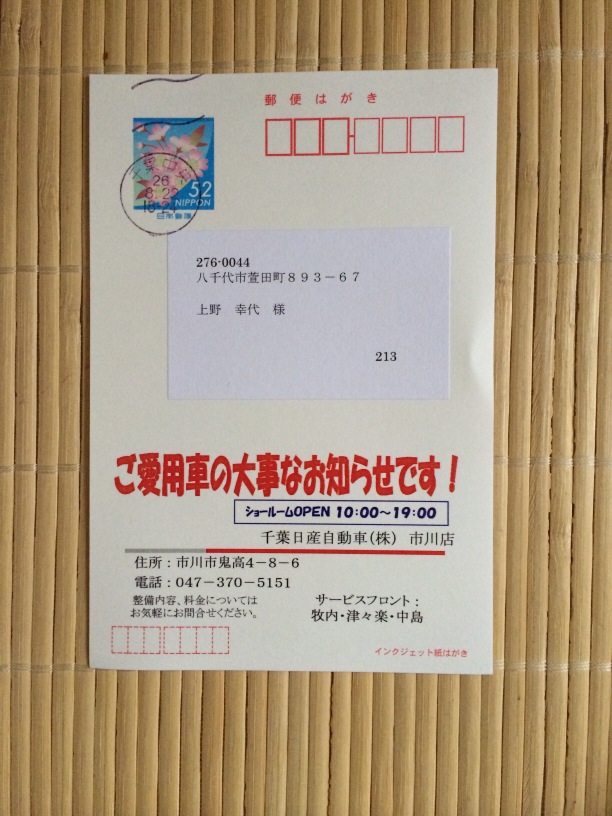 郵便はがき
千葉中央
26
8.22
52
NIPPON
日本郵便
276-0044
八千代市萱田町893－67
上野　幸代　様
213
ご愛用車の大事なお知らせです！
ショールームOPEN 10:00～19:00
千葉日産自動車(株)　市川店
住所：市川市鬼高4－8－6
電話：047－370－5151
整備内容、料金については
お気軽にお問合せください。
サービスフロント：
牧内・津々楽・中島
インクジェット紙はがき